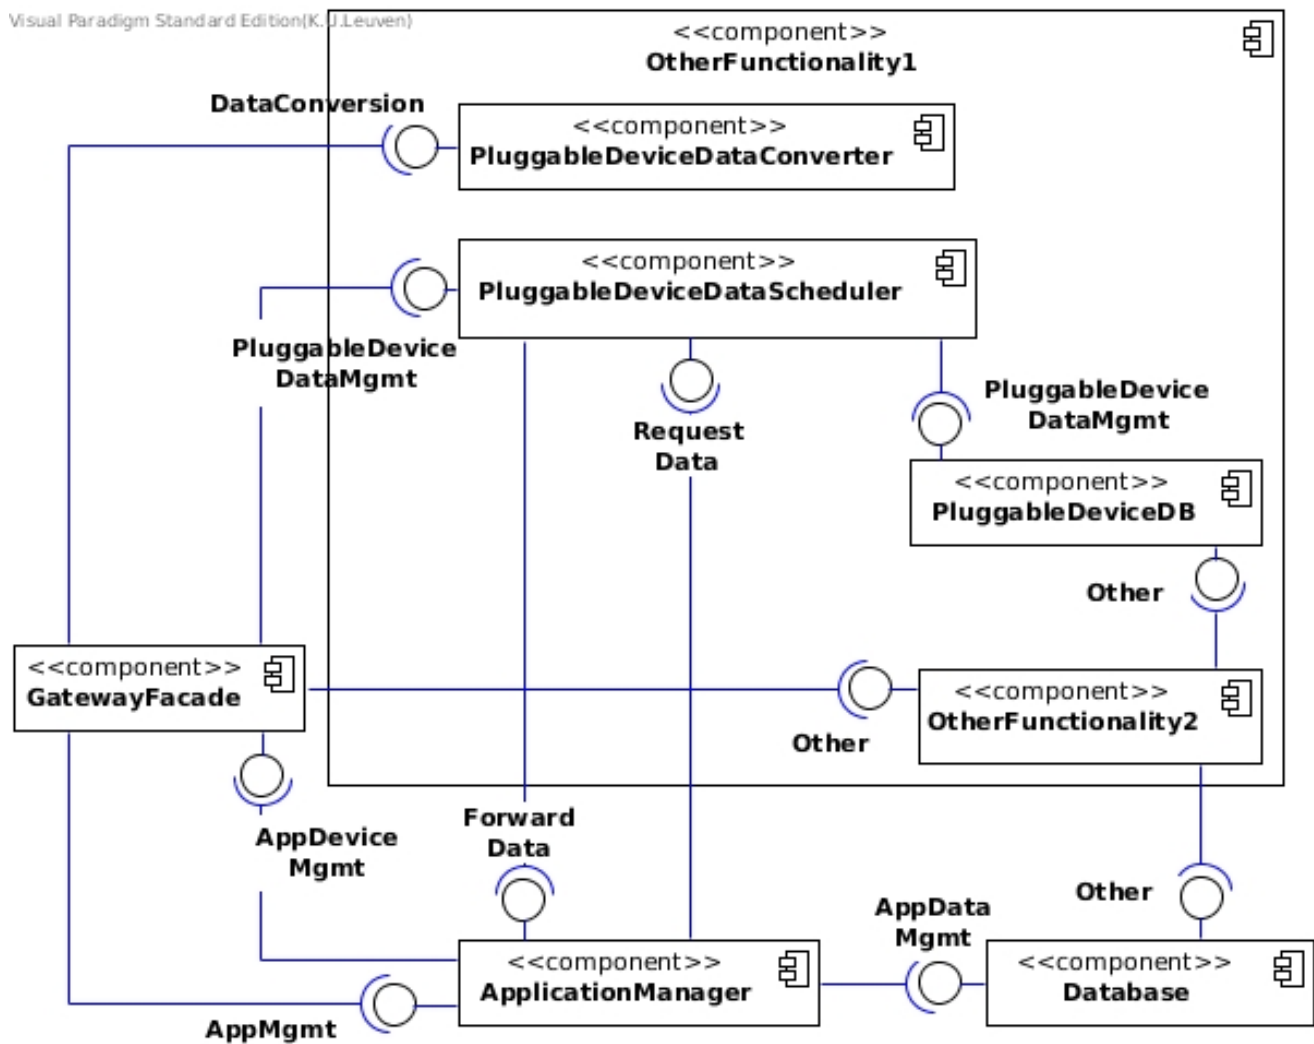 Visual Paradigm Standard Edition(K.U.Leuven)
<<component>>
OtherFunctionality1
DataConversion
<<component>>
PluggableDeviceDataConverter
<<component>>
PluggableDeviceDataScheduler
PluggableDevice
DataMgmt
Request
Data
PluggableDevice
DataMgmt
<<component>>
PluggableDeviceDB
Other
<<component>>
GatewayFacade
<<component>>
OtherFunctionality2
Other
AppDevice
Mgmt
Forward
Data
Other
AppData
Mgmt
<<component>>
ApplicationManager
<<component>>
Database
AppMgmt